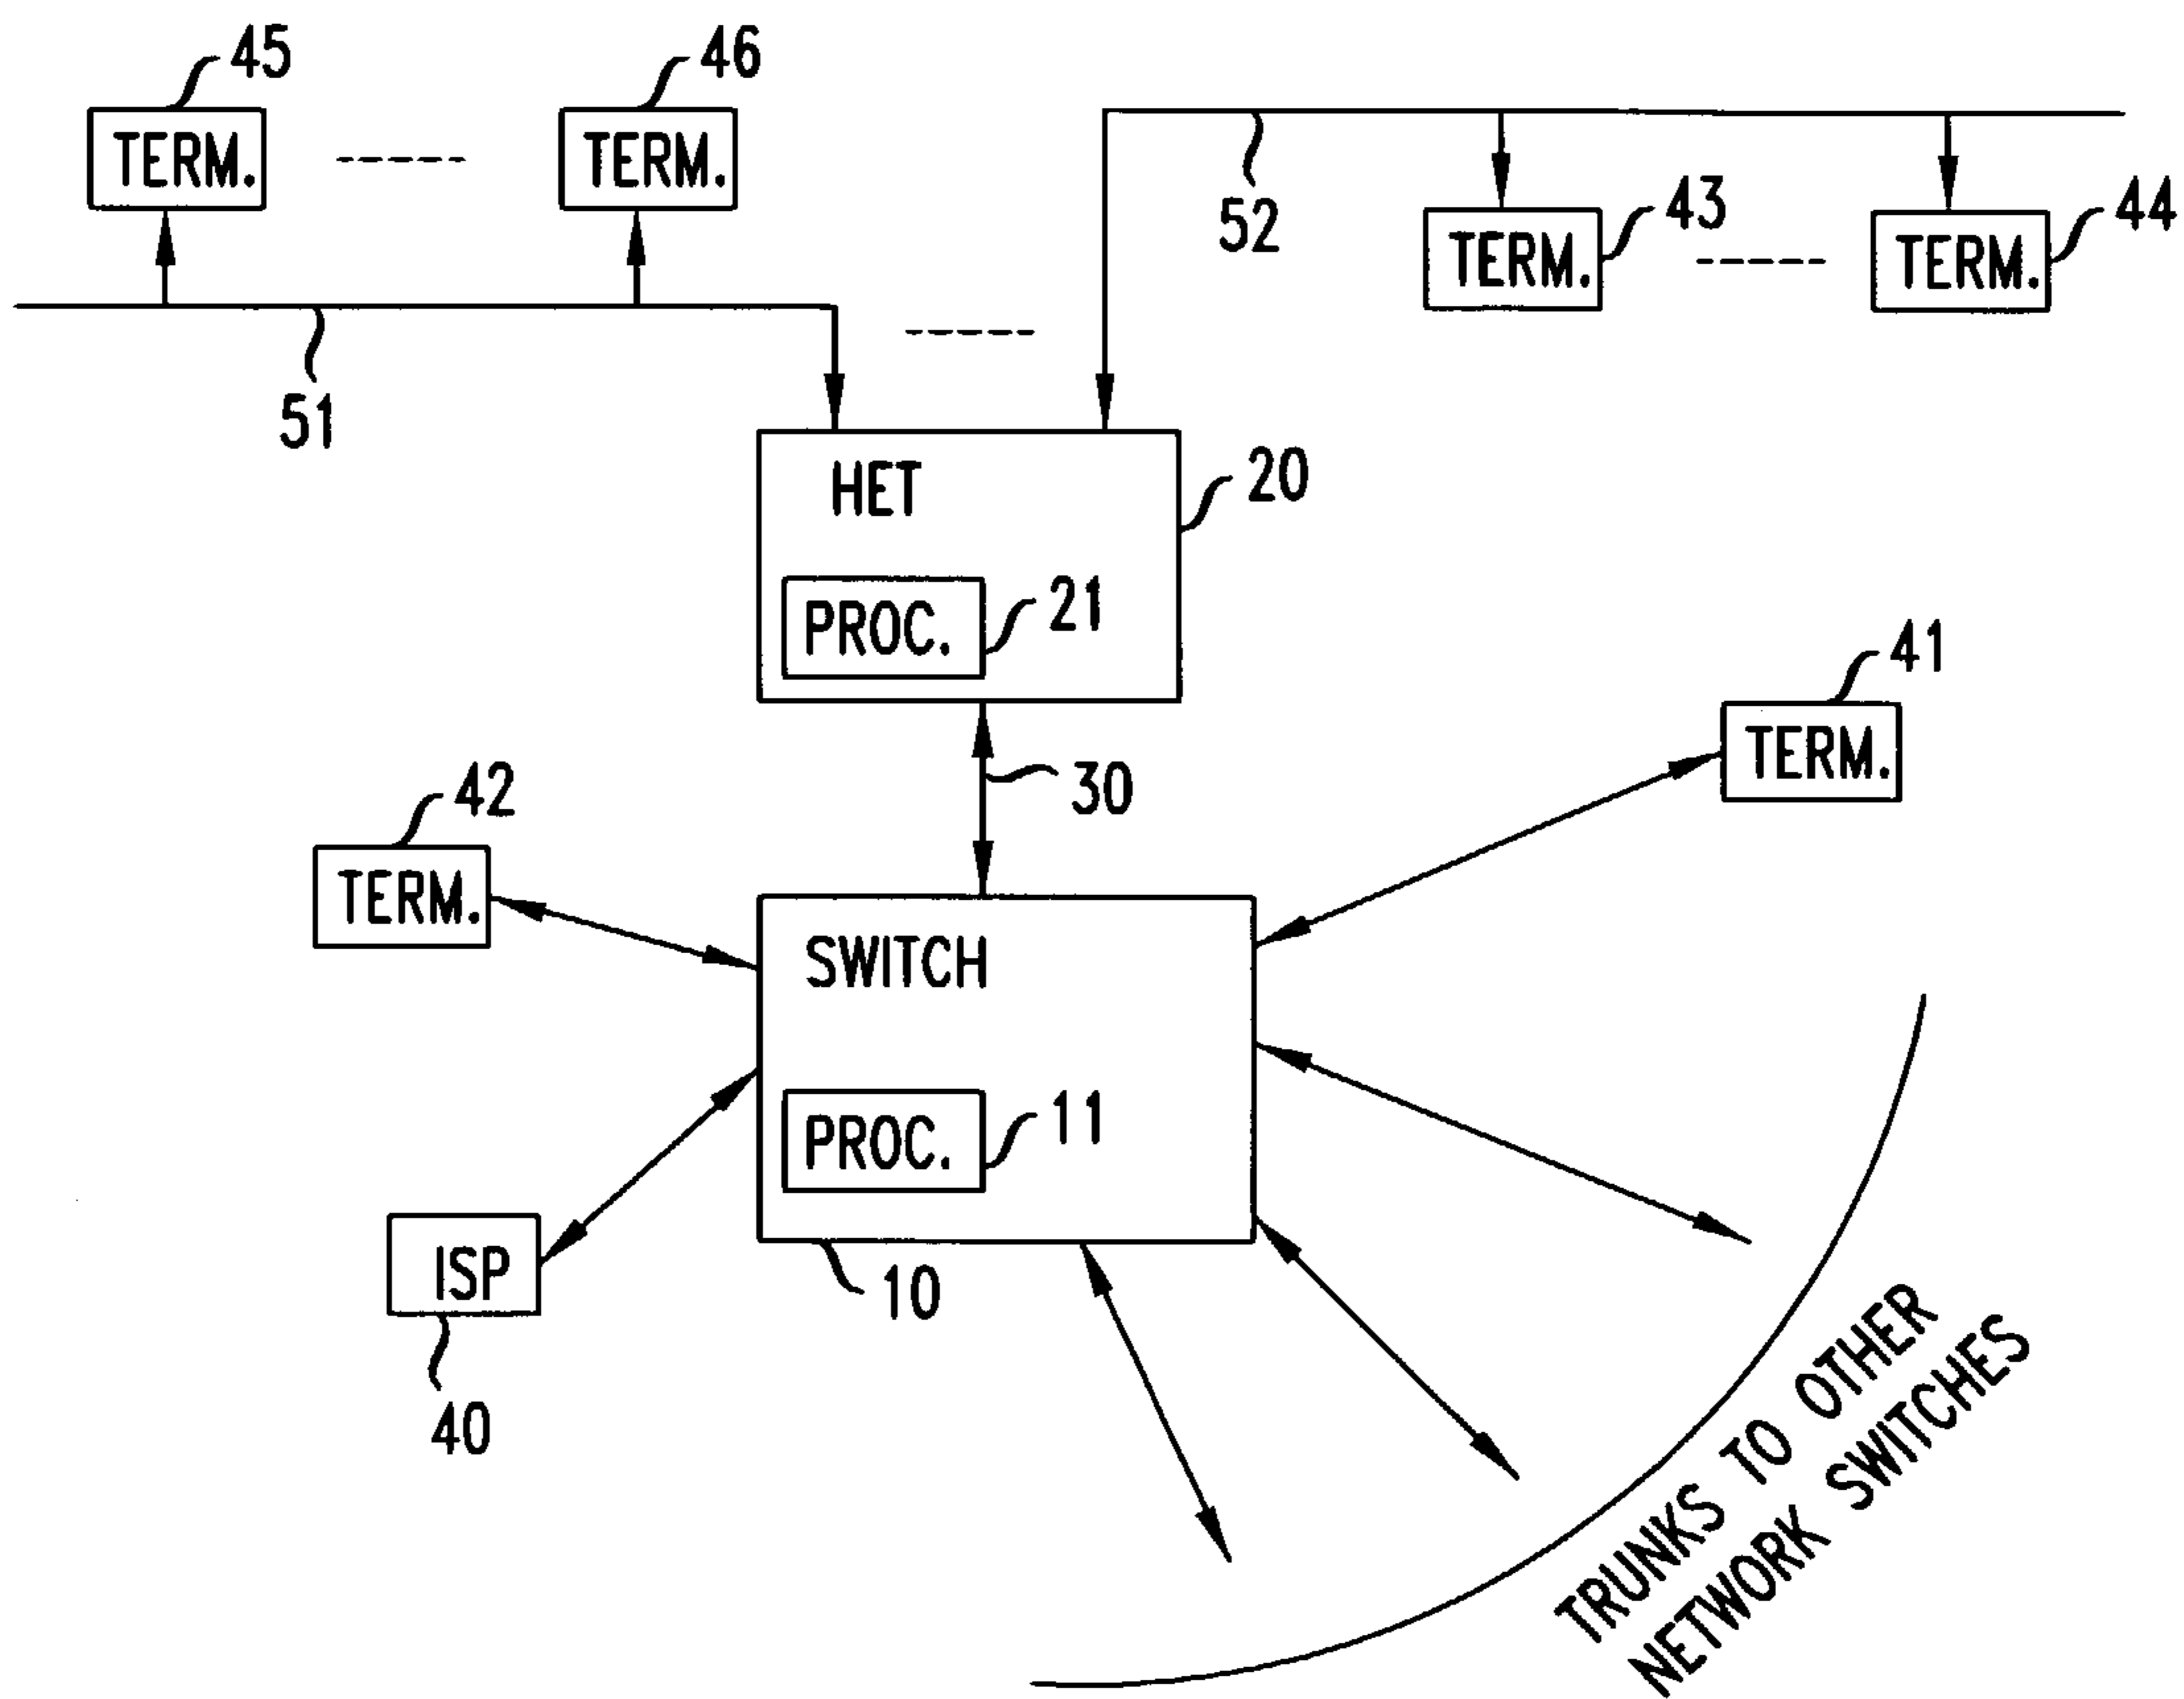 45
46
TERM.
TERM.
52
43
44
TERM.
TERM.
51
HET
20
PROC.
21
41
TERM.
30
42
TERM.
SWITCH
PROC.
11
ISP
10
40
TRUNKS TO OTHER
NETWORK SWITCHES